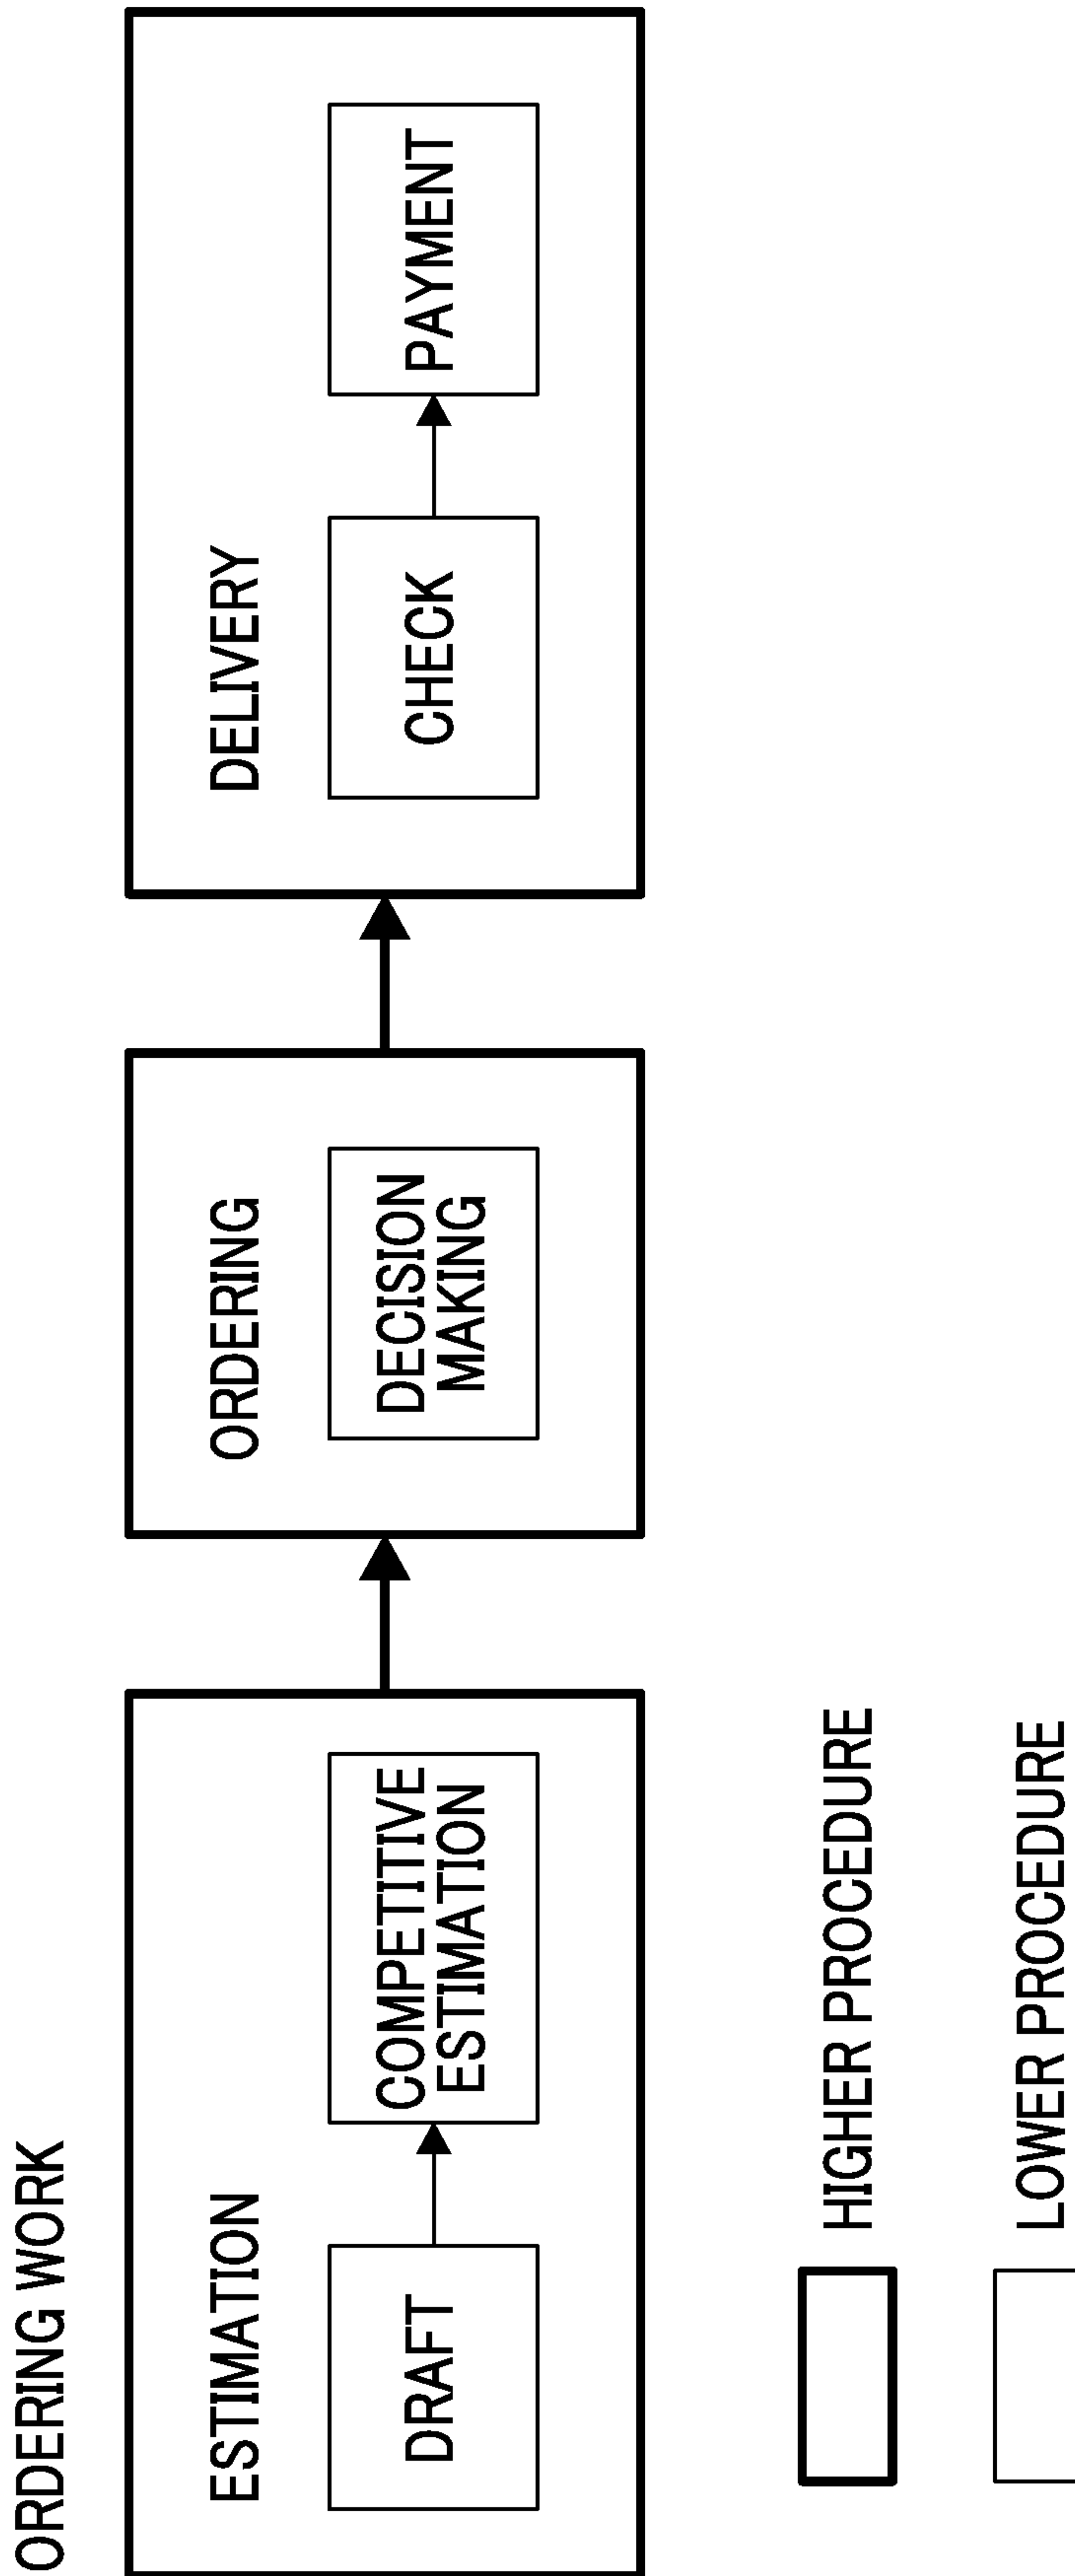 ORDERING WORK
ESTIMATION
DRAFT
COMPETITIVE
ESTIMATION
ORDERING
DECISION
MAKING
DELIVERY
CHECK
PAYMENT
HIGHER PROCEDURE
LOWER PROCEDURE